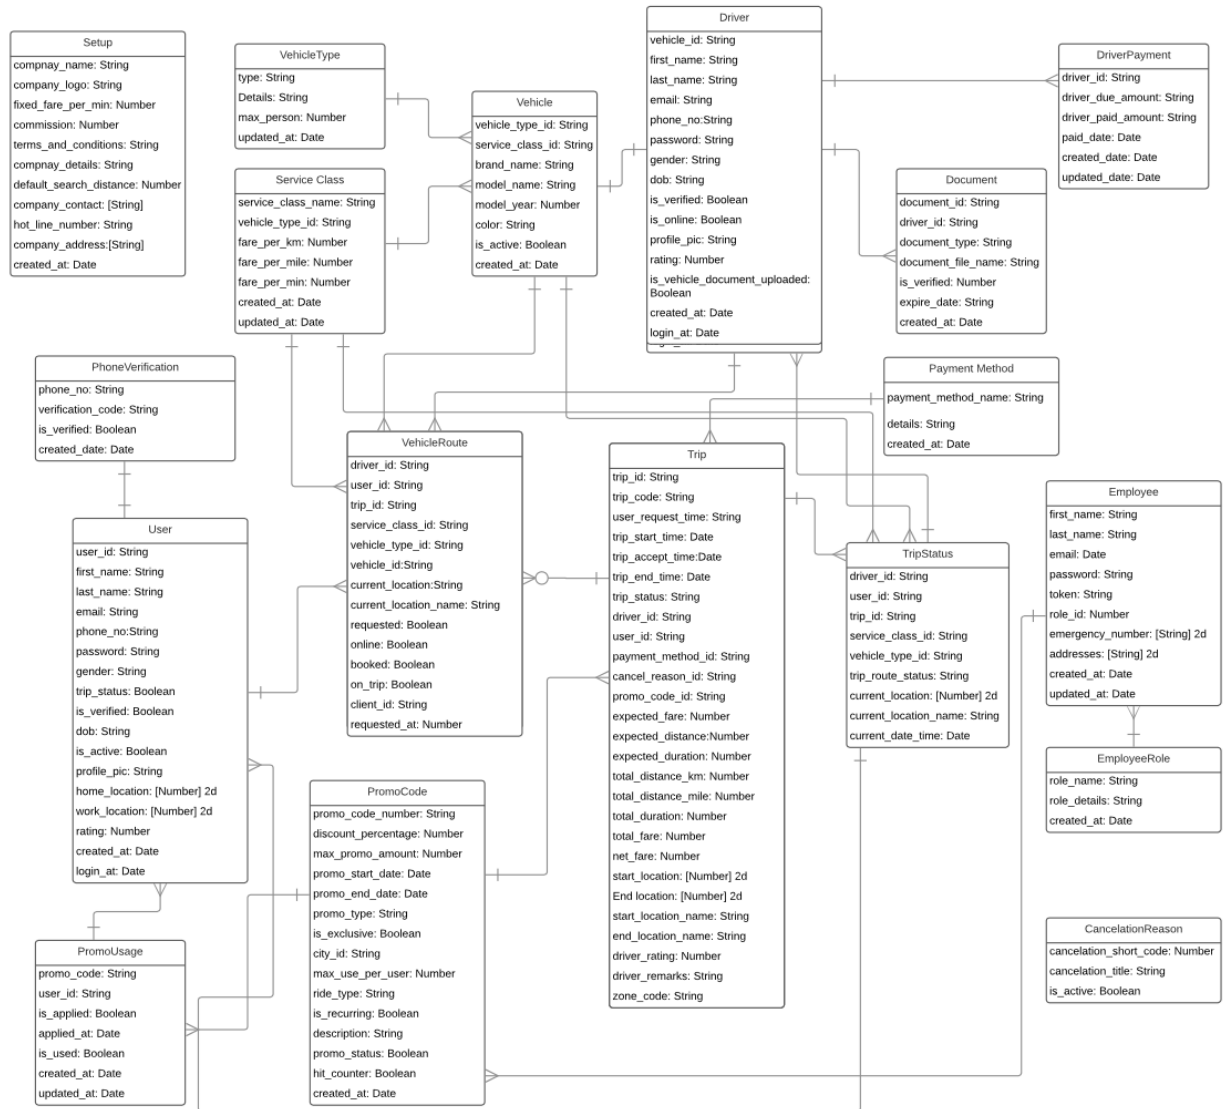 Setup
compnay_name: String
company_logo: String
fixed_fare_per_min: Number
commission: Number
terms_and_conditions: String
compnay_details: String
default_search_distance: Number
company_contact: [String]
hot_line_number: String
company_address:[String]
created_at: Date
VehicleType
type: String
Details: String
max_person: Number
updated_at: Date
Service Class
service_class_name: String
vehicle_type_id: String
fare_per_km: Number
fare_per_mile: Number
fare_per_min: Number
created_at: Date
updated_at: Date
Vehicle
vehicle_type_id: String
service_class_id: String
brand_name: String
model_name: String
model_year: Number
color: String
is_active: Boolean
created_at: Date
Driver
vehicle_id: String
first_name: String
last_name: String
email: String
phone_no:String
password: String
gender: String
dob: String
is_verified: Boolean
is_online: Boolean
profile_pic: String
rating: Number
is_vehicle_document_uploaded:
Boolean
created_at: Date
login_at: Date
DriverPayment
driver_id: String
driver_due_amount: String
driver_paid_amount: String
paid_date: Date
created_date: Date
updated_date: Date
Document
document_id: String
driver_id: String
document_type: String
document_file_name: String
is_verified: Number
expire_date: String
created_at: Date
PhoneVerification
phone_no: String
verification_code: String
is_verified: Boolean
created_date: Date
Payment Method
payment_method_name: String
details: String
created_at: Date
User
user_id: String
first_name: String
last_name: String
email: String
phone_no:String
password: String
gender: String
trip_status: Boolean
is_verified: Boolean
dob: String
is_active: Boolean
profile_pic: String
home_location: [Number] 2d
work_location: [Number] 2d
rating: Number
created_at: Date
login_at: Date
VehicleRoute
driver_id: String
user_id: String
trip_id: String
service_class_id: String
vehicle_type_id: String
vehicle_id:String
current_location:String
current_location_name: String
requested: Boolean
online: Boolean
booked: Boolean
on_trip: Boolean
client_id: String
requested_at: Number
Trip
trip_id: String
trip_code: String
user_request_time: String
trip_start_time: Date
trip_accept_time:Date
trip_end_time: Date
trip_status: String
driver_id: String
user_id: String
payment_method_id: String
cancel_reason_id: String
promo_code_id: String
expected_fare: Number
expected_distance:Number
expected_duration: Number
total_distance_km: Number
total_distance_mile: Number
total_duration: Number
total_fare: Number
net_fare: Number
start_location: [Number] 2d
End location: [Number] 2d
start_location_name: String
end_location_name: String
driver_rating: Number
driver_remarks: String
zone_code: String
TripStatus
driver_id: String
user_id: String
trip_id: String
service_class_id: String
vehicle_type_id: String
trip_route_status: String
current_location: [Number] 2d
current_location_name: String
current_date_time: Date
Employee
first_name: String
last_name: String
email: Date
password: String
token: String
role_id: Number
emergency_number: [String] 2d
addresses: [String] 2d
created_at: Date
updated_at: Date
EmployeeRole
role_name: String
role_details: String
created_at: Date
PromoCode
promo_code_number: String
discount_percentage: Number
max_promo_amount: Number
promo_start_date: Date
promo_end_date: Date
promo_type: String
is_exclusive: Boolean
city_id: String
max_use_per_user: Number
ride_type: String
is_recurring: Boolean
description: String
promo_status: Boolean
hit_counter: Boolean
created_at: Date
PromoUsage
promo_code: String
user_id: String
is_applied: Boolean
applied_at: Date
is_used: Boolean
created_at: Date
updated_at: Date
CancelationReason
cancelation_short_code: Number
cancelation_title: String
is_active: Boolean